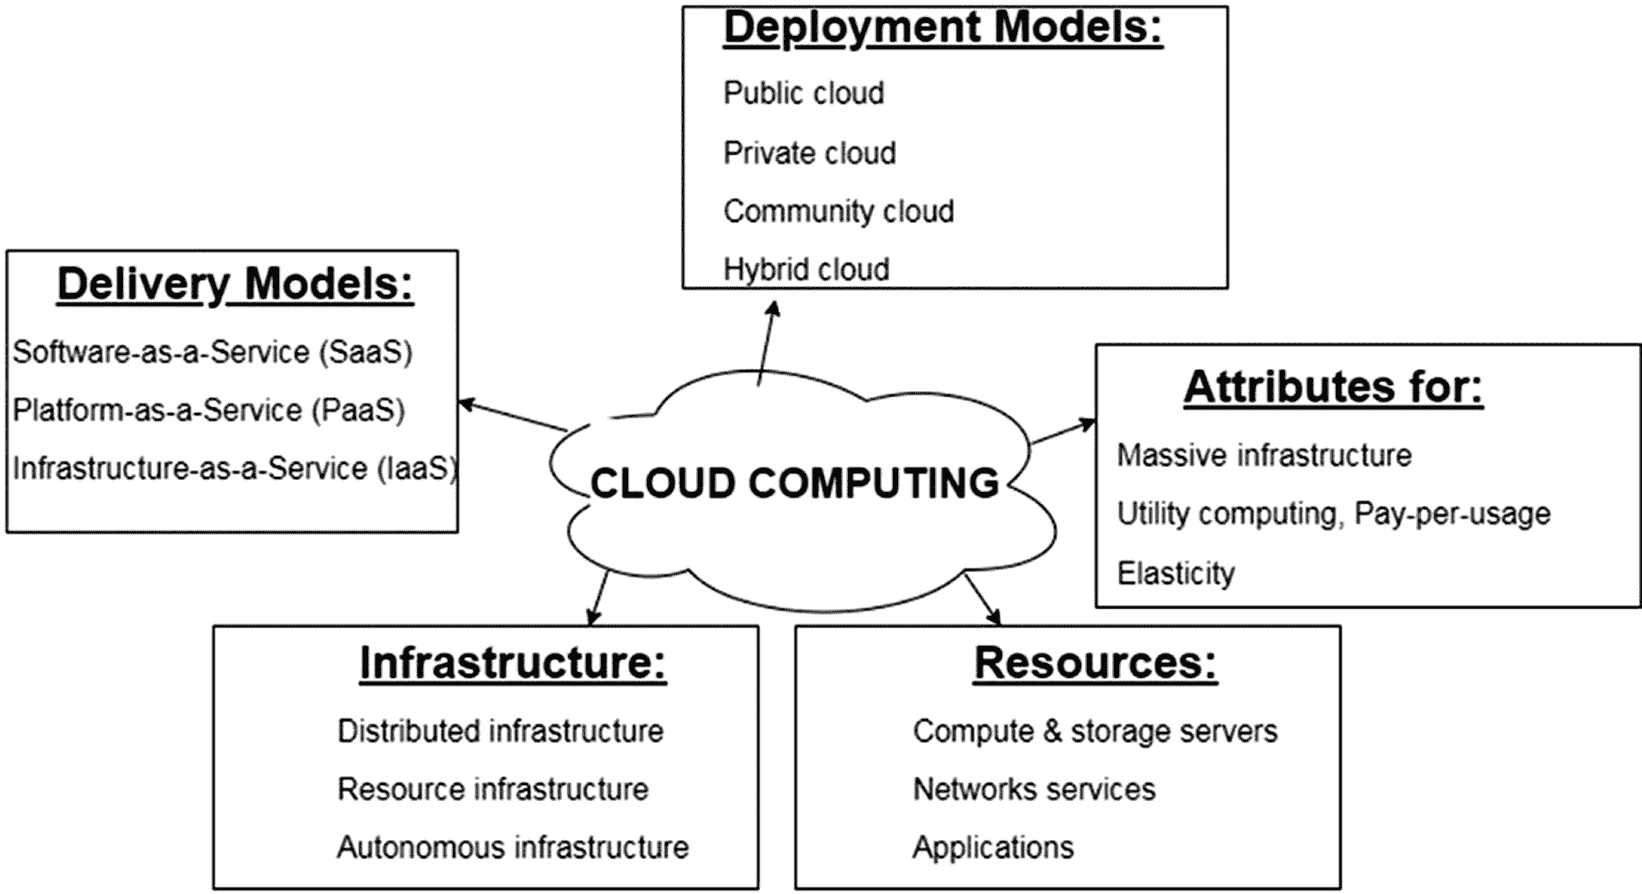 Deployment Models:
Public cloud
Private cloud
Community cloud
Hybrid cloud
Delivery Models:
Software-as-a-Service (SaaS)
Platform-as-a-Service (PaaS)
Infrastructure-as-a-Service (IaaS)
Attributes for:
Massive infrastructure
Utility computing, Pay-per-usage
Elasticity
CLOUD COMPUTING
Infrastructure:
Distributed infrastructure
Resource infrastructure
Autonomous infrastructure
Resources:
Compute & storage servers
Networks services
Applications